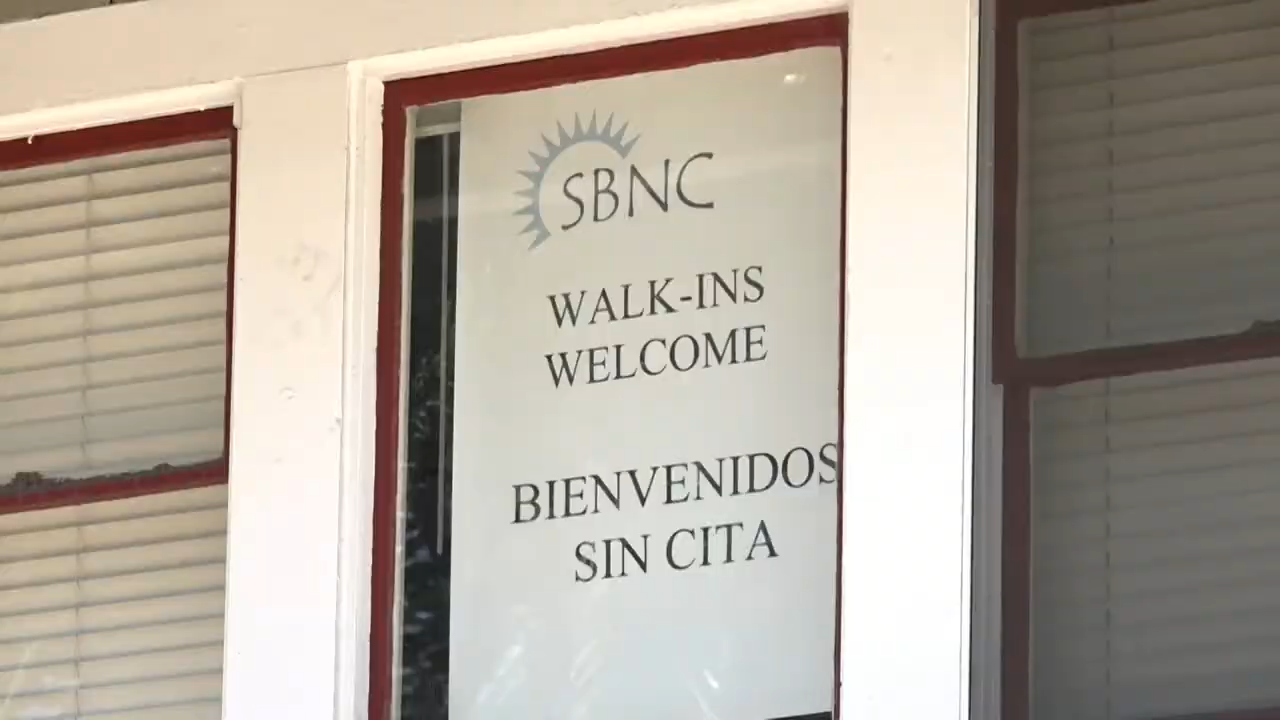 SBNC
WALK-INS
WELCOME
BIENVENIDOS
SIN CITA